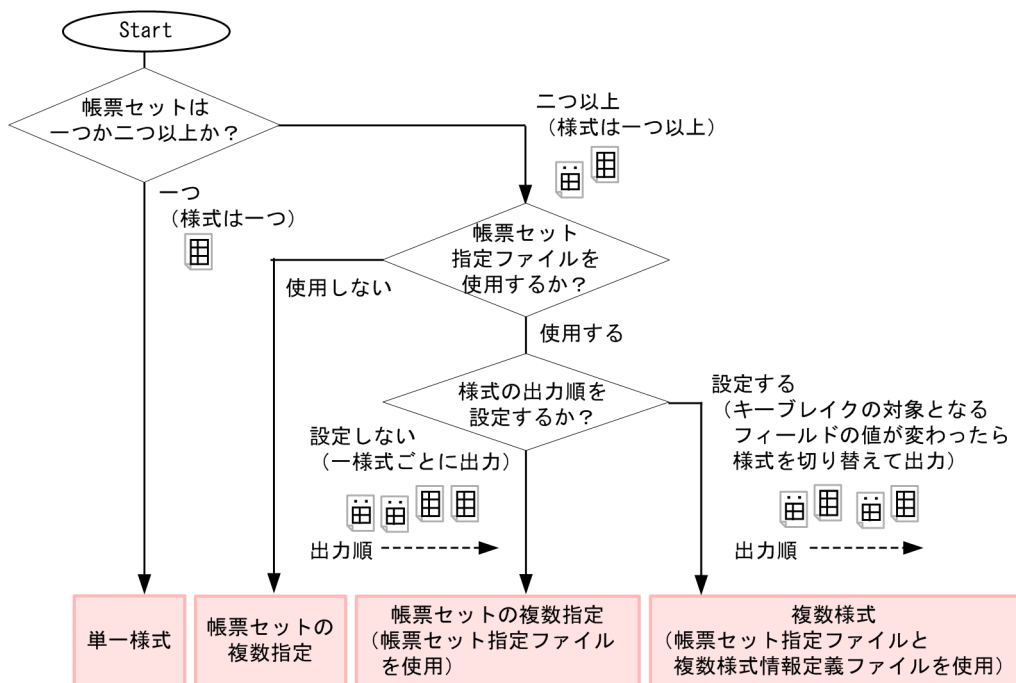 Start
帳票セットは
一つか二つ以上か？
二つ以上
（様式は一つ以上）
一つ
（様式は一つ）
帳票セット
指定ファイルを
使用するか？
使用しない
使用する
様式の出力順を
設定するか？
設定する
（キーブレイクの対象となる
フィールドの値が変わったら
様式を切り替えて出力）
設定しない
（一様式ごとに出力）
出力順
出力順
単一様式
帳票セットの
複数指定
帳票セットの複数指定
（帳票セット指定ファイル
を使用）
複数様式
（帳票セット指定ファイルと
複数様式情報定義ファイルを使用）